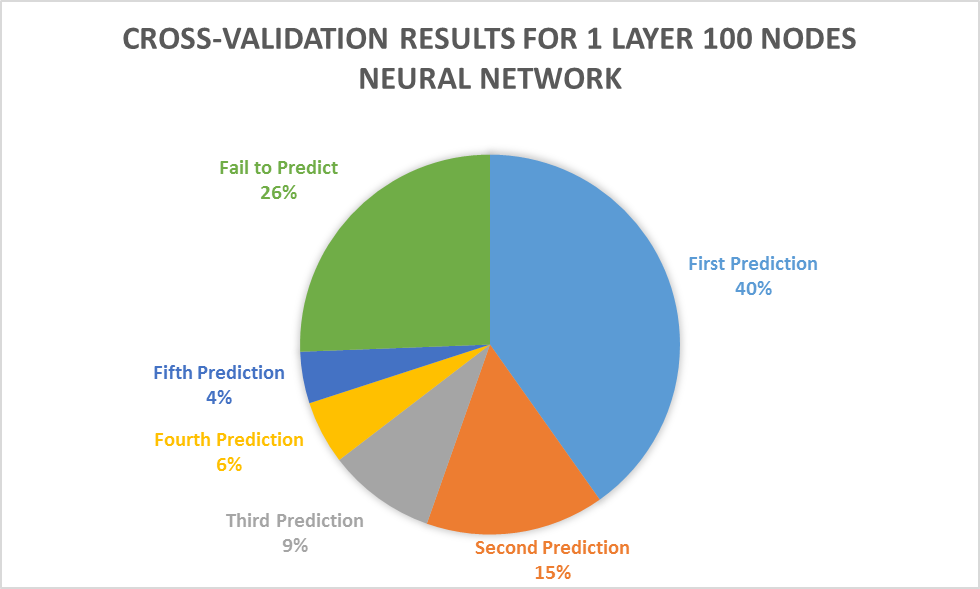 CROSS-VALIDATION RESULTS FOR 1 LAYER 100 NODES
NEURAL NETWORK
Fail to Predict
26%
First Prediction
40%
Fifth Prediction
4%
Fourth Prediction
6%
Third Prediction
9%
Second Prediction
15%